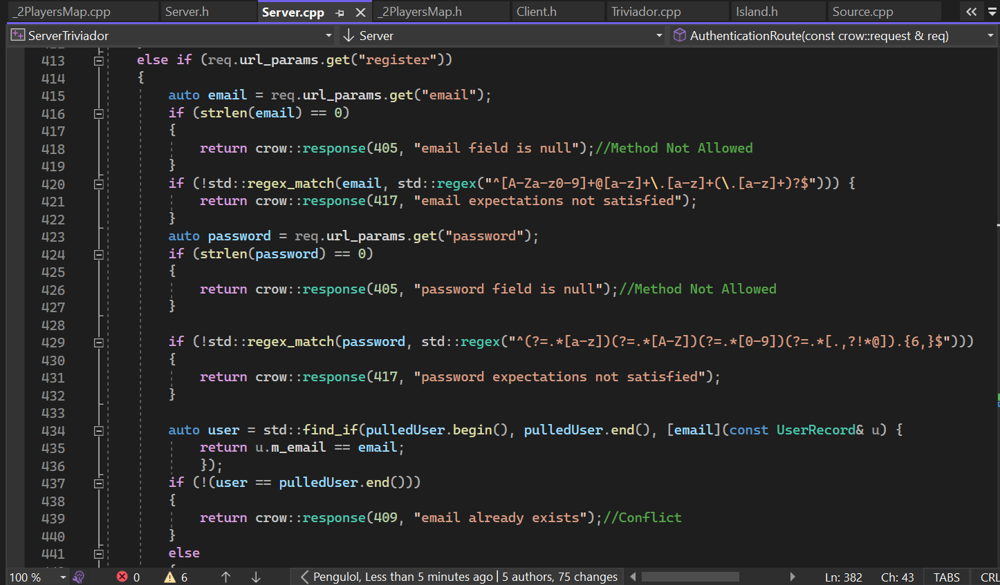 _2PlayersMap.cpp Server.h Server.cpp _2PlayersMap.h Client.h Triviador.cpp Island.h Source.cpp
ServerTriviador Server AuthenticationRoute(const crow::request & req)
413 else if (req.url_params.get("register"))
414 {
415 auto email = req.url_params.get("email");
416 if (strlen(email) == 0)
417 {
418 return crow::response(405, "email field is null");//Method Not Allowed
419 }
420 if (!std::regex_match(email, std::regex("^[A-Za-z0-9]+@[a-z]+\.[a-z]+(\.[a-z]+)?$"))) {
421 return crow::response(417, "email expectations not satisfied");
422 }
423 auto password = req.url_params.get("password");
424 if (strlen(password) == 0)
425 {
426 return crow::response(405, "password field is null");//Method Not Allowed
427 }
428
429 if (!std::regex_match(password, std::regex("^(?=.*[a-z])(?=.*[A-Z])(?=.*[0-9])(?=.*[.,?!*@]).{6,}$")))
430 {
431 return crow::response(417, "password expectations not satisfied");
432 }
433
434 auto user = std::find_if(pulledUser.begin(), pulledUser.end(), [email](const UserRecord& u) {
435 return u.m_email == email;
436 });
437 if (!(user == pulledUser.end()))
438 {
439 return crow::response(409, "email already exists");//Conflict
440 }
441 else
100 % 0 6 Pengulol, Less than 5 minutes ago | 5 authors, 75 changes Ln: 382 Ch: 43 TABS CRL